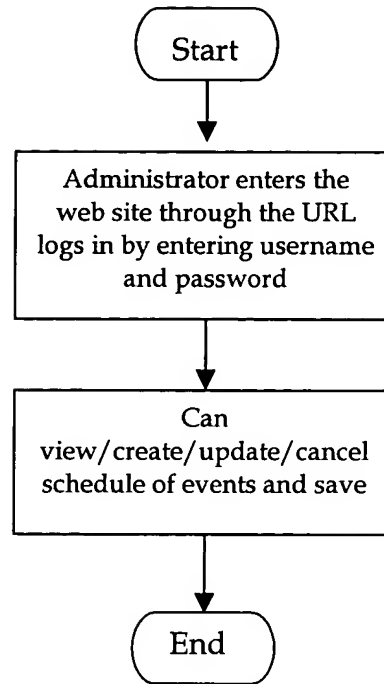 Start
Administrator enters the
web site through the URL
logs in by entering username
and password
Can
view/create/update/cancel
schedule of events and save
End